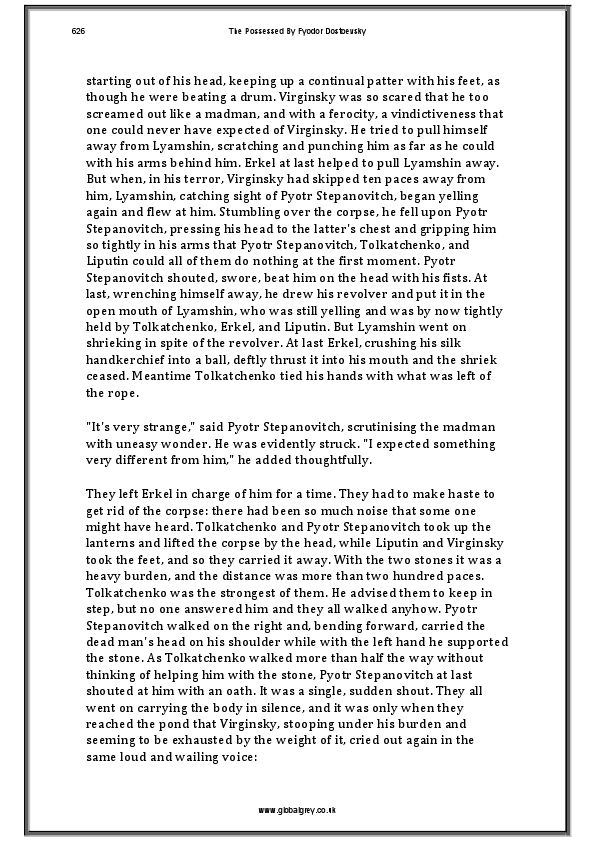 626
The Possessed By Fyodor Dostoevsky
starting out of his head, keeping up a continual patter with his feet, as
though he were beating a drum. Virginsky was so scared that he too
screamed out like a madman, and with a ferocity, a vindictiveness that
one could never have expected of Virginsky. He tried to pull himself
away from Lyamshin, scratching and punching him as far as he could
with his arms behind him. Erkel at last helped to pull Lyamshin away.
But when, in his terror, Virginsky had skipped ten paces away from
him, Lyamshin, catching sight of Pyotr Stepanovitch, began yelling
again and flew at him. Stumbling over the corpse, he fell upon Pyotr
Stepanovitch, pressing his head to the latter's chest and gripping him
so tightly in his arms that Pyotr Stepanovitch, Tolkatchenko, and
Liputin could all of them do nothing at the first moment. Pyotr
Stepanovitch shouted, swore, beat him on the head with his fists. At
last, wrenching himself away, he drew his revolver and put it in the
open mouth of Lyamshin, who was still yelling and was by now tightly
held by Tolkatchenko, Erkel, and Liputin. But Lyamshin went on
shrieking in spite of the revolver. At last Erkel, crushing his silk
handkerchief into a ball, deftly thrust it into his mouth and the shriek
ceased. Meantime Tolkatchenko tied his hands with what was left of
the rope.
"It's very strange," said Pyotr Stepanovitch, scrutinising the madman
with uneasy wonder. He was evidently struck. "I expected something
very different from him," he added thoughtfully.
They left Erkel in charge of him for a time. They had to make haste to
get rid of the corpse: there had been so much noise that some one
might have heard. Tolkatchenko and Pyotr Stepanovitch took up the
lanterns and lifted the corpse by the head, while Liputin and Virginsky
took the feet, and so they carried it away. With the two stones it was a
heavy burden, and the distance was more than two hundred paces.
Tolkatchenko was the strongest of them. He advised them to keep in
step, but no one answered him and they all walked anyhow. Pyotr
Stepanovitch walked on the right and, bending forward, carried the
dead man's head on his shoulder while with the left hand he supported
the stone. As Tolkatchenko walked more than half the way without
thinking of helping him with the stone, Pyotr Stepanovitch at last
shouted at him with an oath. It was a single, sudden shout. They all
went on carrying the body in silence, and it was only when they
reached the pond that Virginsky, stooping under his burden and
seeming to be exhausted by the weight of it, cried out again in the
same loud and wailing voice:
www.globalgrey.co.uk